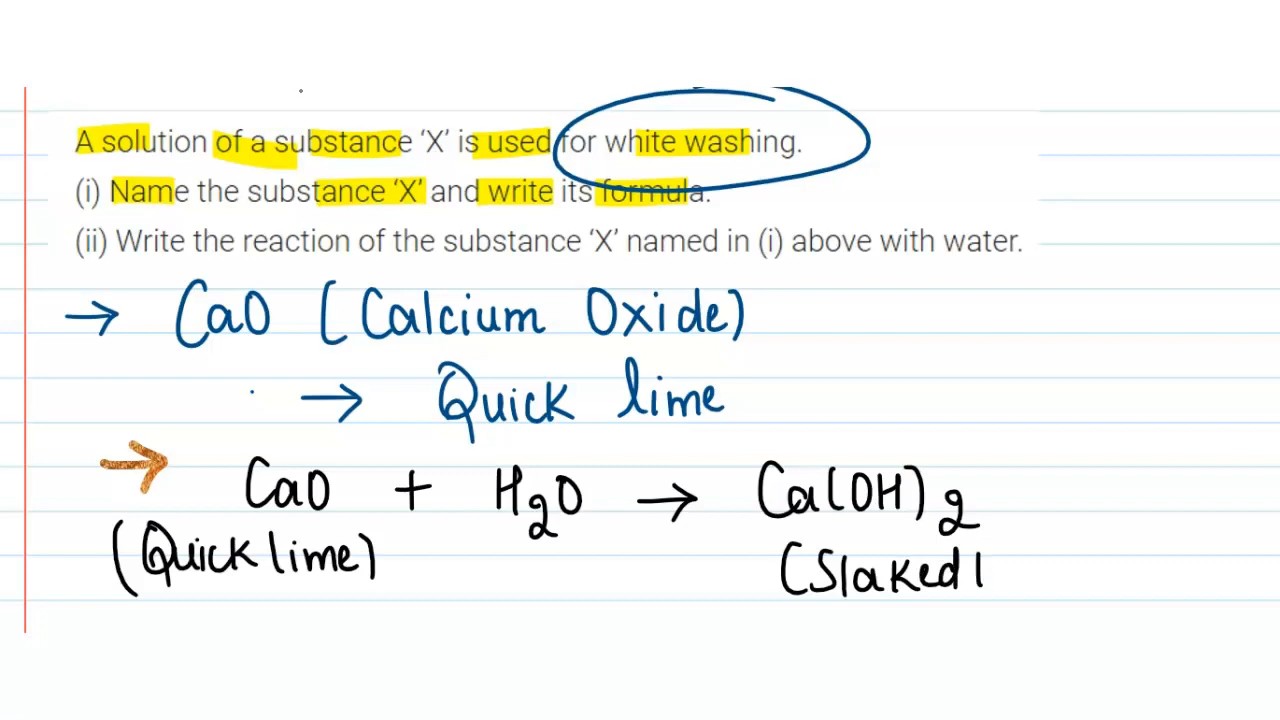 A solution of a substance ‘X’ is used for white washing.
(i) Name the substance ‘X’ and write its formula.
(ii) Write the reaction of the substance ‘X’ named in (i) above with water.
→ CaO [Calcium Oxide)
→ Quick lime
→ CaO + H2O → Ca(OH)2
(Quick lime) (Slaked l